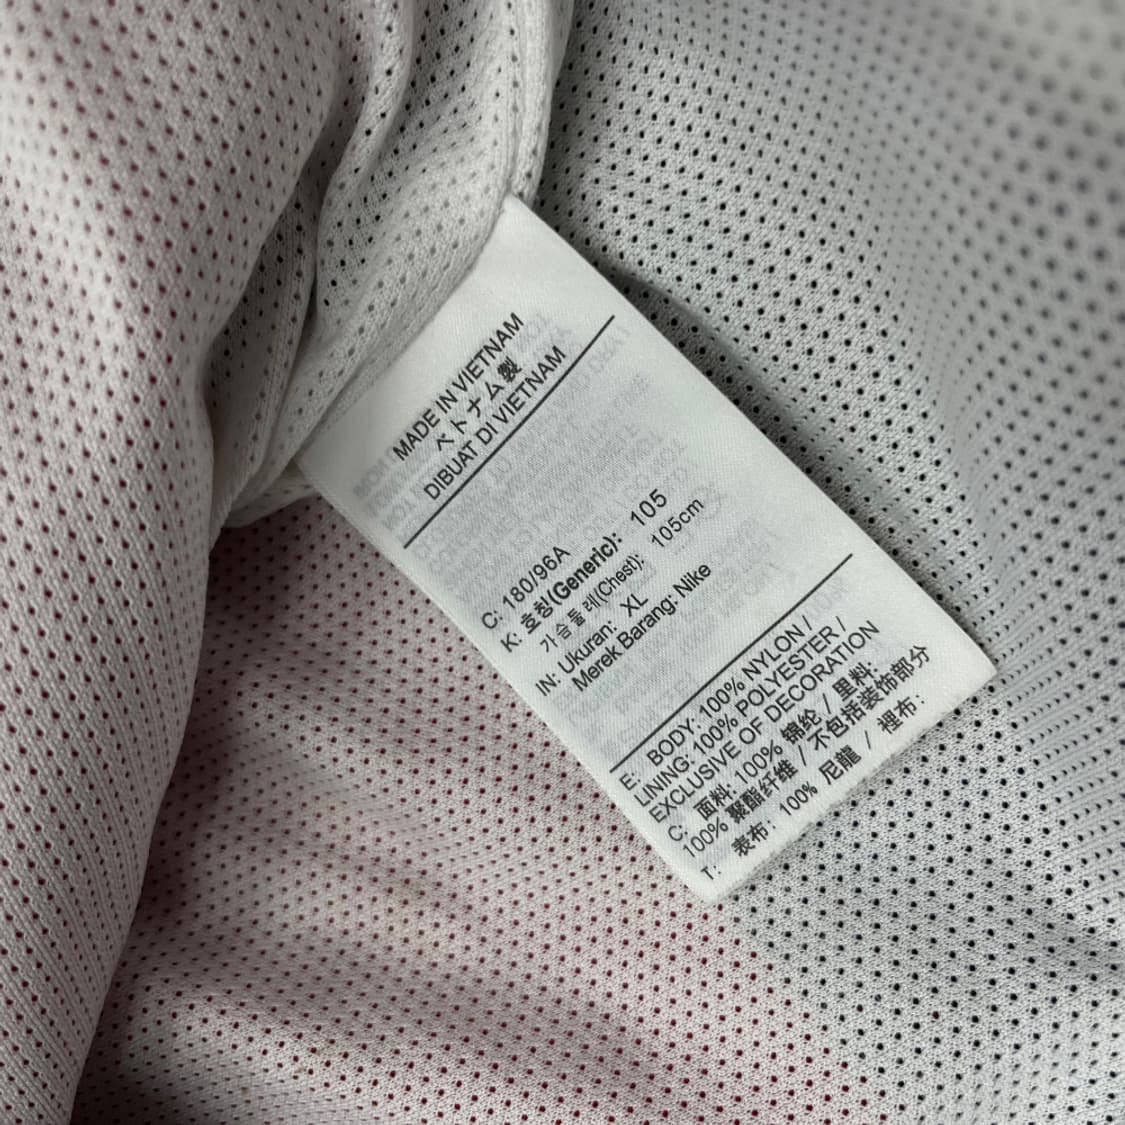 MADE IN VIETNAM
ベトナム製
DIBUAT DI VIETNAM
C: 180/96A
K: 호칭(Generic): 105
가슴둘레(Chest): 105cm
IN: Ukuran: XL
Merek Barang: Nike
E: BODY: 100% NYLON /
LINING: 100% POLYESTER /
EXCLUSIVE OF DECORATION
C: 面料: 100% 锦纶 / 里料:
100% 聚酯纤维 / 不包括装饰部分
T: 表布: 100% 尼龍 / 裡布: